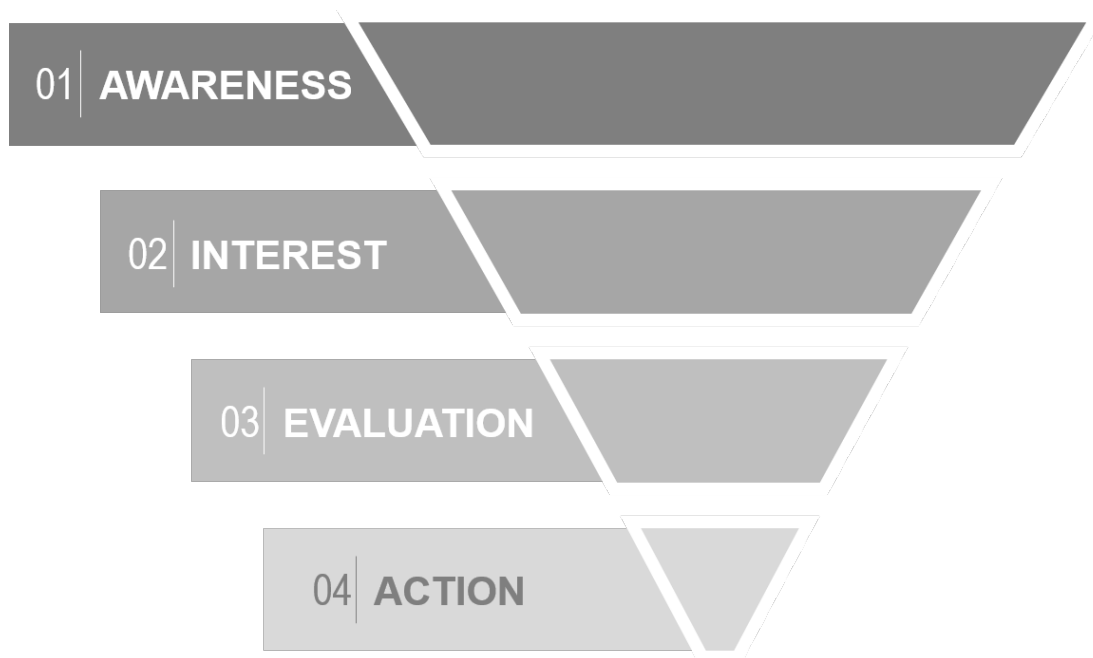 01 AWARENESS
02 INTEREST
03 EVALUATION
04 ACTION